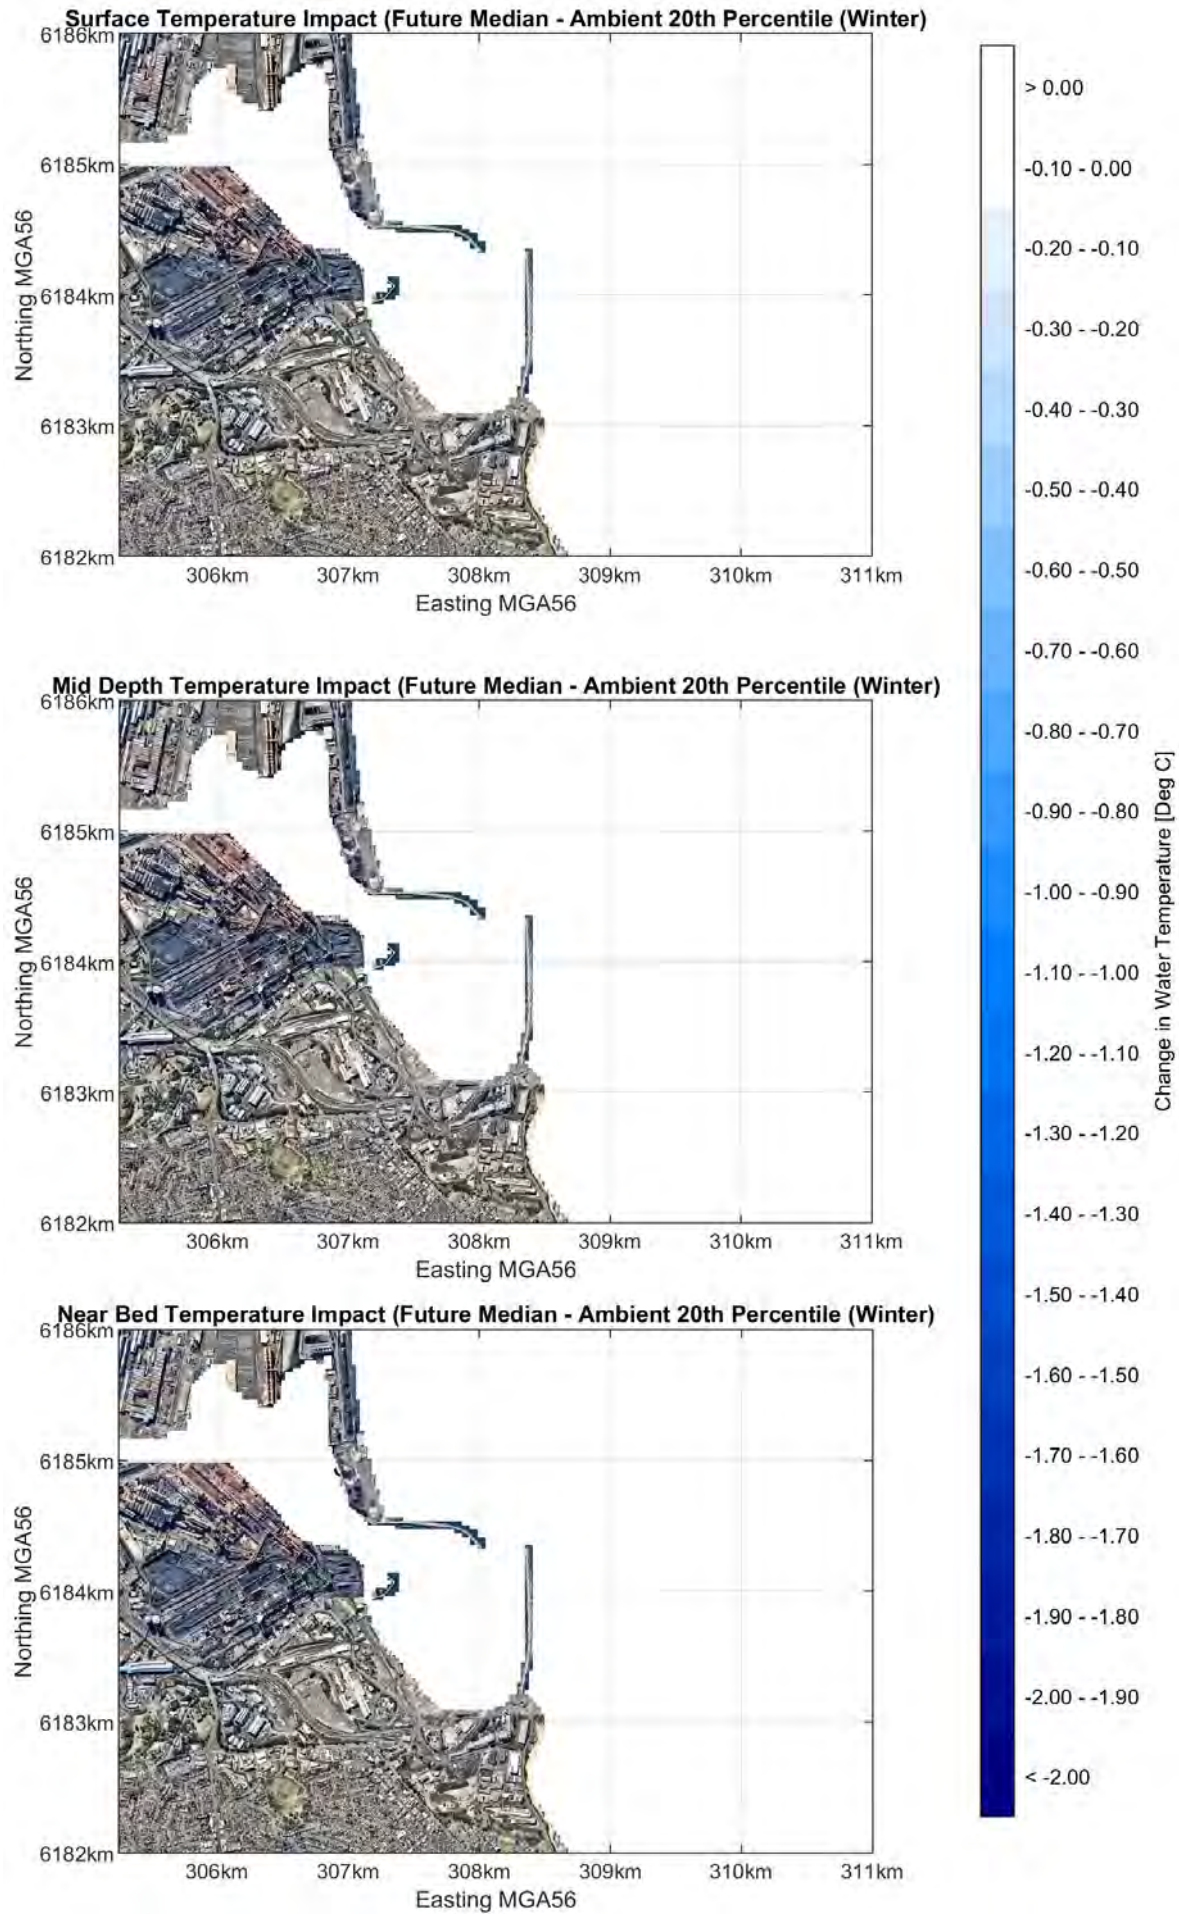 Surface Temperature Impact (Future Median - Ambient 20th Percentile (Winter)
6186km
6185km
6184km
6183km
6182km
Northing MGA56
306km 307km 308km 309km 310km 311km
Easting MGA56
Mid Depth Temperature Impact (Future Median - Ambient 20th Percentile (Winter)
6186km
6185km
6184km
6183km
6182km
Northing MGA56
306km 307km 308km 309km 310km 311km
Easting MGA56
Near Bed Temperature Impact (Future Median - Ambient 20th Percentile (Winter)
6186km
6185km
6184km
6183km
6182km
Northing MGA56
306km 307km 308km 309km 310km 311km
Easting MGA56
> 0.00
-0.10 - 0.00
-0.20 - -0.10
-0.30 - -0.20
-0.40 - -0.30
-0.50 - -0.40
-0.60 - -0.50
-0.70 - -0.60
-0.80 - -0.70
-0.90 - -0.80
-1.00 - -0.90
-1.10 - -1.00
-1.20 - -1.10
-1.30 - -1.20
-1.40 - -1.30
-1.50 - -1.40
-1.60 - -1.50
-1.70 - -1.60
-1.80 - -1.70
-1.90 - -1.80
-2.00 - -1.90
< -2.00
Change in Water Temperature [Deg C]